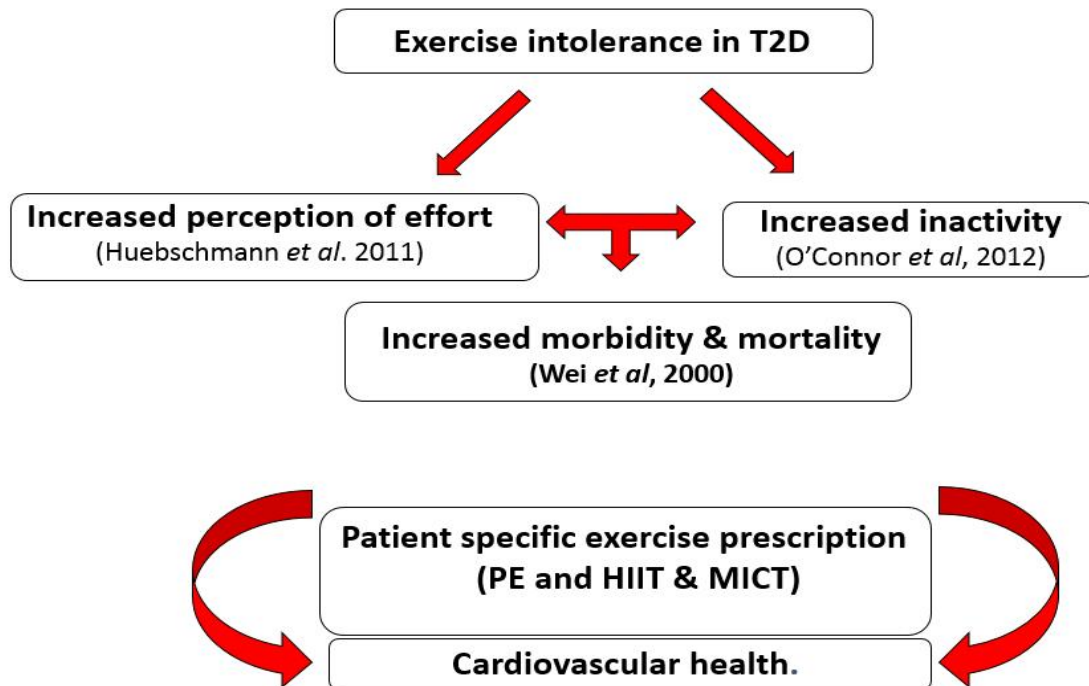 Exercise intolerance in T2D
Increased perception of effort
(Huebschmann et al. 2011)
Increased inactivity
(O’Connor et al, 2012)
Increased morbidity & mortality
(Wei et al, 2000)
Patient specific exercise prescription
(PE and HIIT & MICT)
Cardiovascular health.